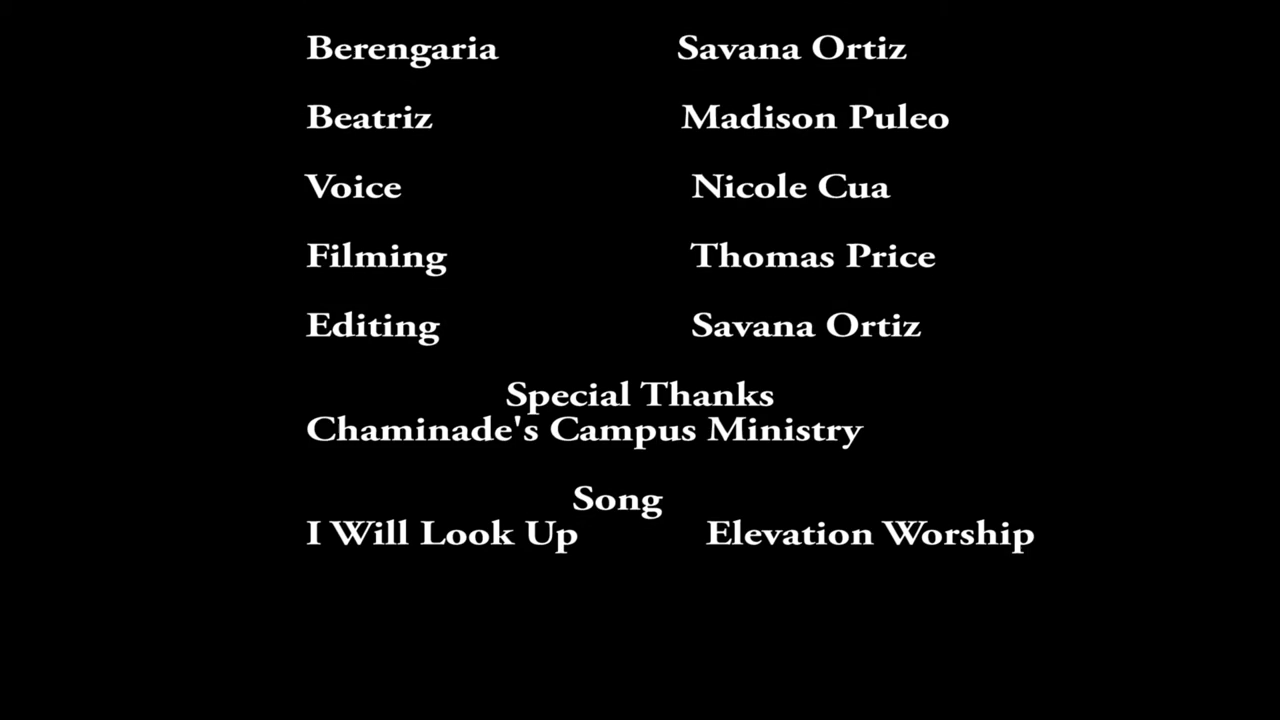 Berengaria Savana Ortiz
Beatriz Madison Puleo
Voice Nicole Cua
Filming Thomas Price
Editing Savana Ortiz
Special Thanks
Chaminade's Campus Ministry
Song
I Will Look Up Elevation Worship